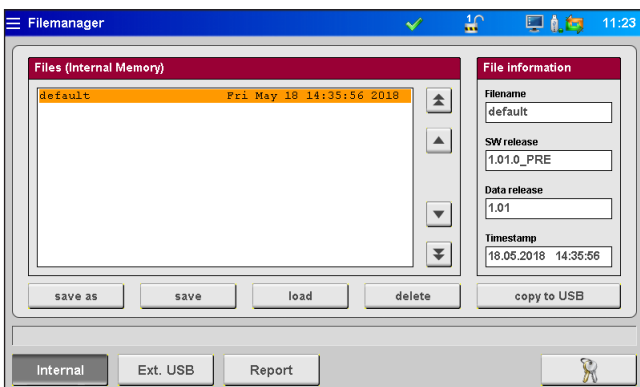 Filemanager
1
11:23
Files (Internal Memory)
default Fri May 18 14:35:56 2018
File information
Filename
default
SW release
1.01.0_PRE
Data release
1.01
Timestamp
18.05.2018 14:35:56
save as
save
load
delete
copy to USB
Internal
Ext. USB
Report